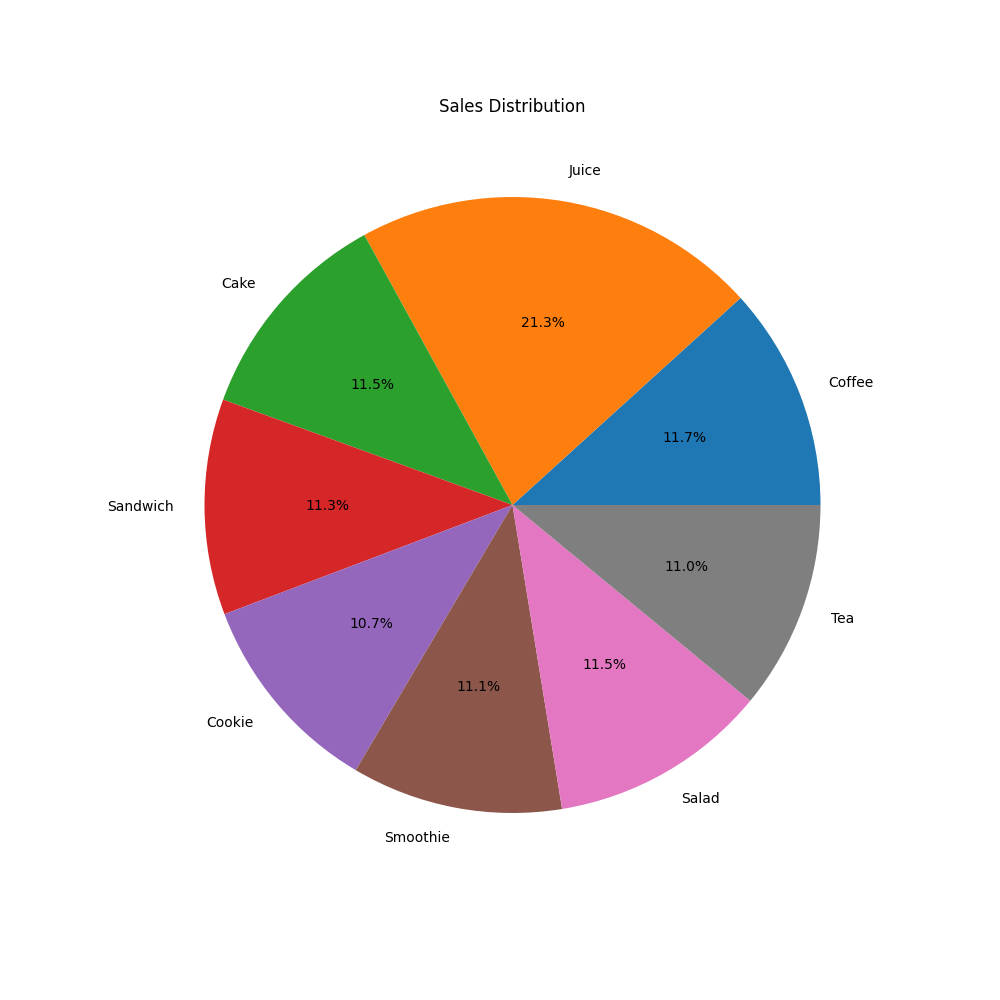 Sales Distribution
Juice
Cake
21.3%
Coffee
11.5%
11.7%
Sandwich
11.3%
11.0%
Tea
10.7%
11.5%
11.1%
Cookie
Salad
Smoothie